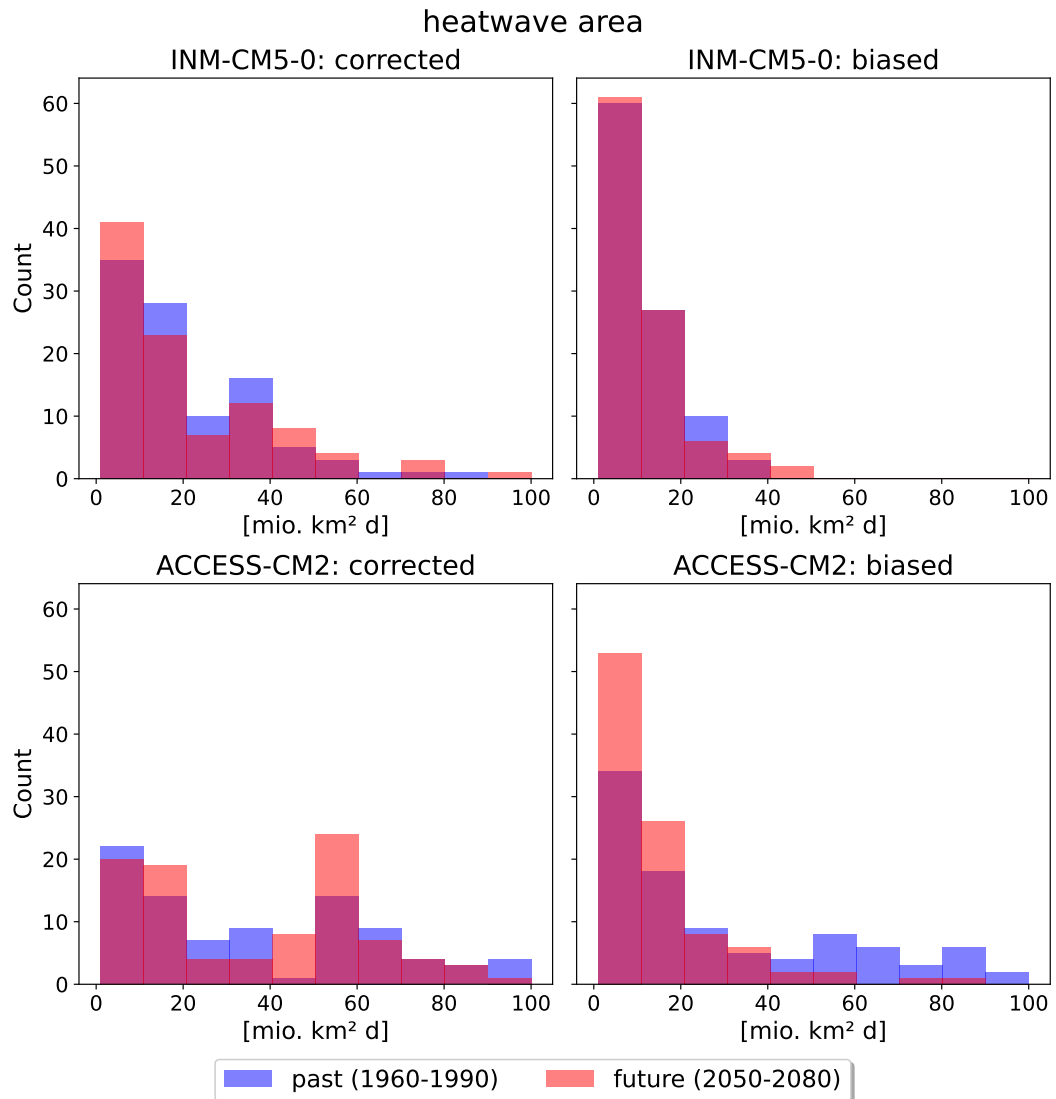 heatwave area
INM-CM5-0: corrected
INM-CM5-0: biased
60
50
40
30
20
10
0
Count
0 20 40 60 80 100
[mio. km² d]
0 20 40 60 80 100
[mio. km² d]
ACCESS-CM2: corrected
ACCESS-CM2: biased
60
50
40
30
20
10
0
Count
0 20 40 60 80 100
[mio. km² d]
0 20 40 60 80 100
[mio. km² d]
past (1960-1990)
future (2050-2080)